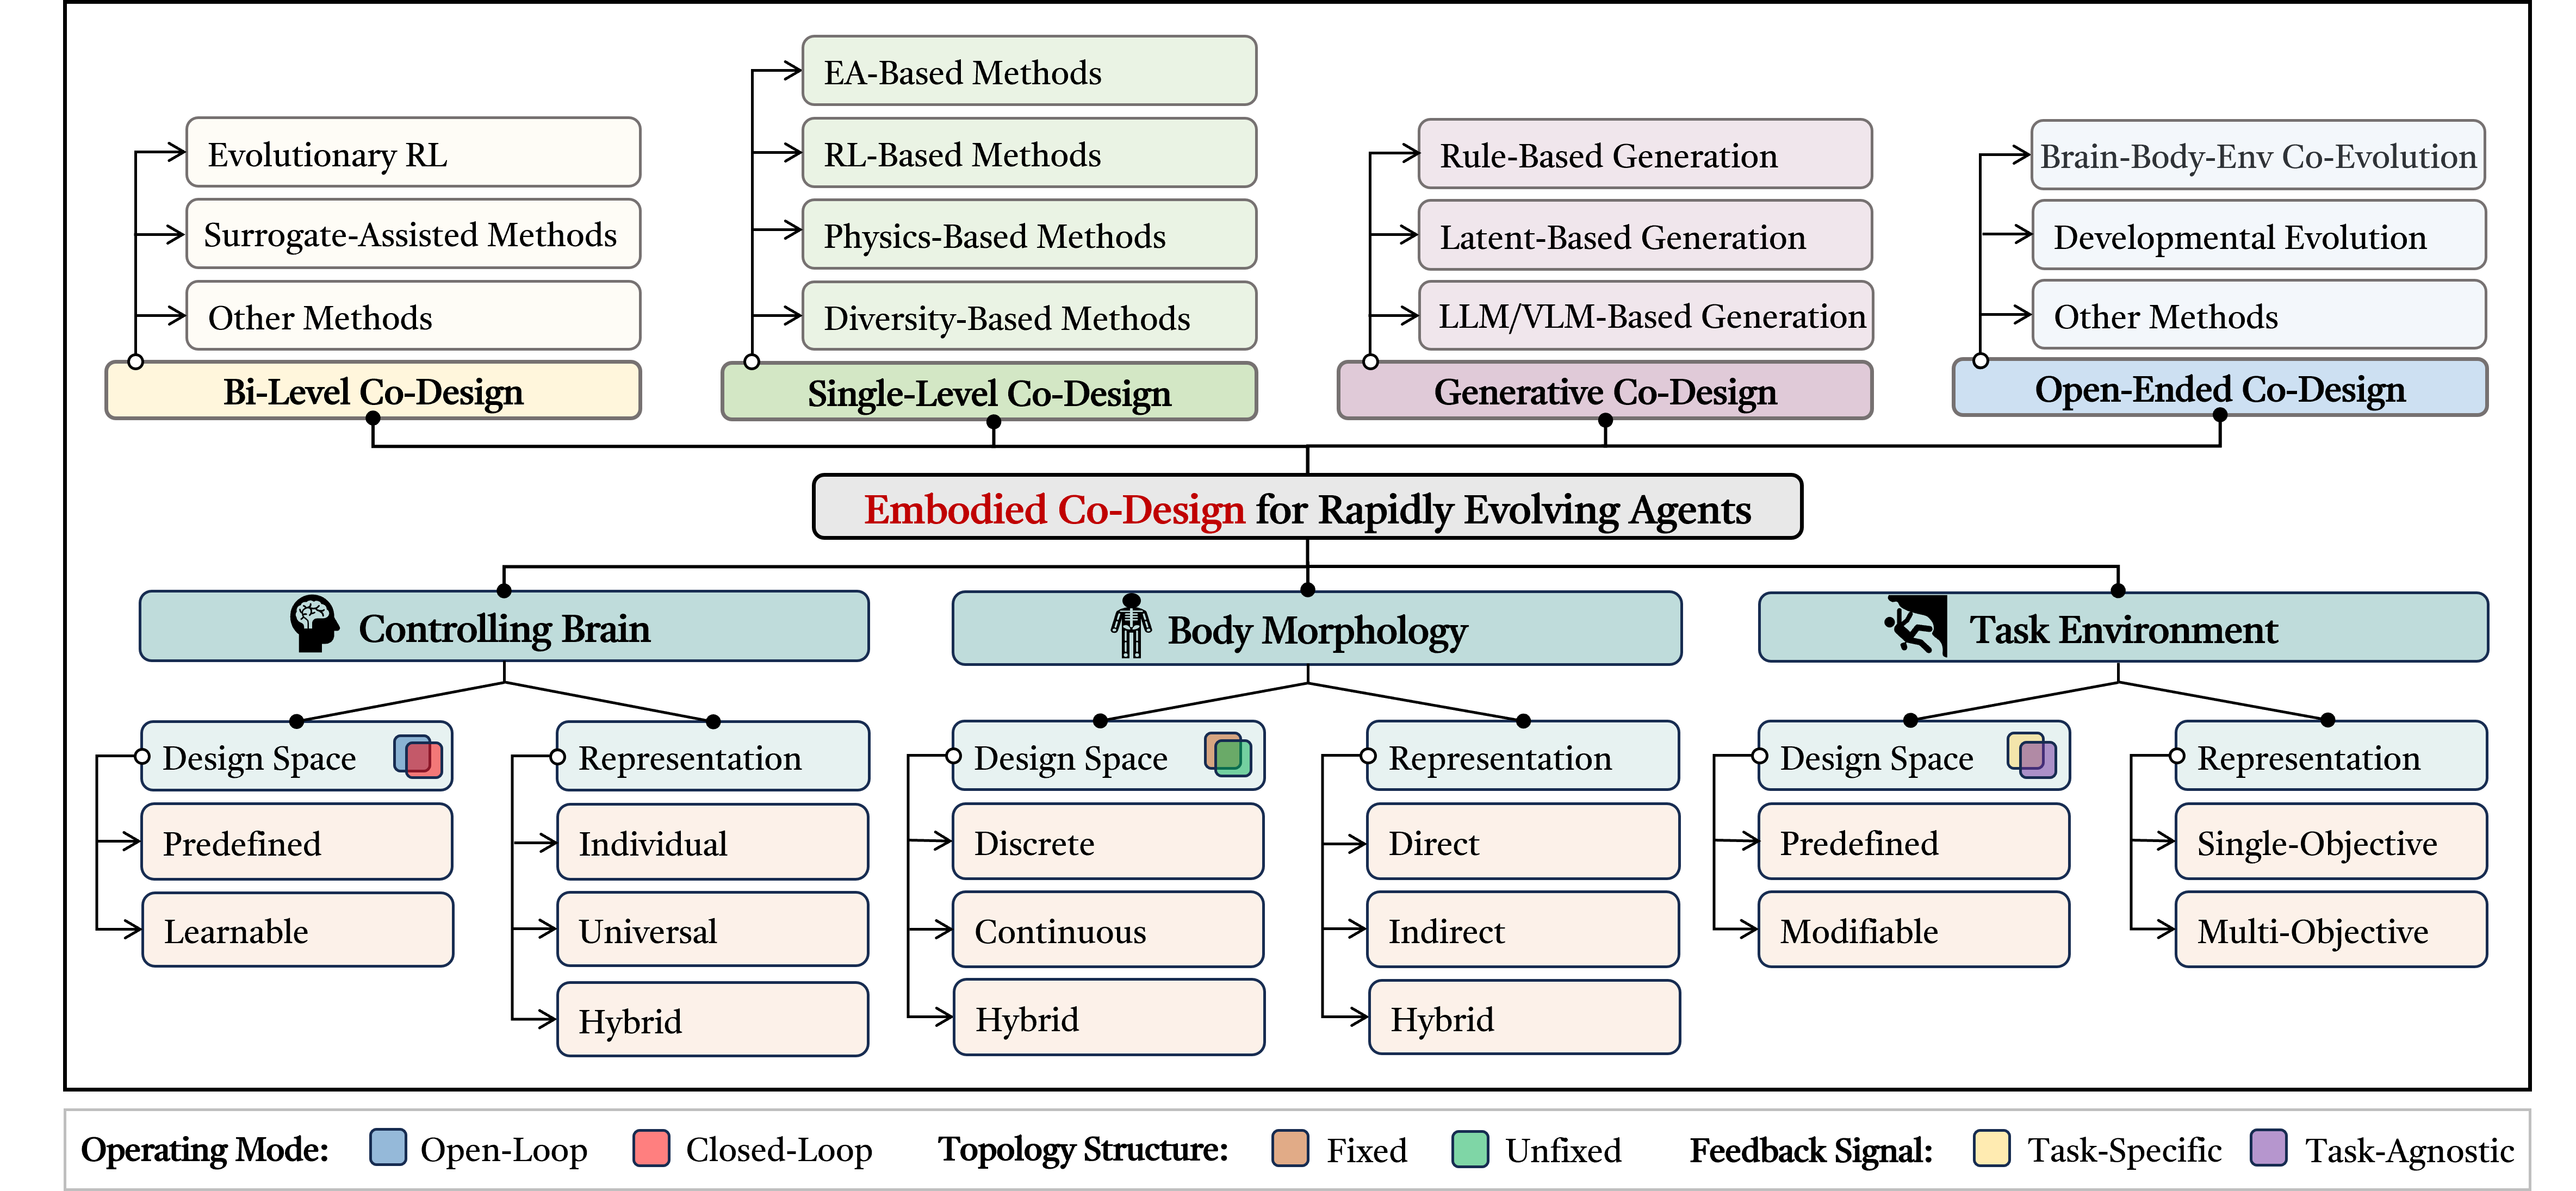 EA-Based Methods
RL-Based Methods
Physics-Based Methods
Diversity-Based Methods
Single-Level Co-Design
Evolutionary RL
Surrogate-Assisted Methods
Other Methods
Bi-Level Co-Design
Rule-Based Generation
Latent-Based Generation
LLM/VLM-Based Generation
Generative Co-Design
Brain-Body-Env Co-Evolution
Developmental Evolution
Other Methods
Open-Ended Co-Design
Embodied Co-Design for Rapidly Evolving Agents
Controlling Brain
Design Space
Predefined
Learnable
Representation
Individual
Universal
Hybrid
Body Morphology
Design Space
Discrete
Continuous
Hybrid
Representation
Direct
Indirect
Hybrid
Task Environment
Design Space
Predefined
Modifiable
Representation
Single-Objective
Multi-Objective
Operating Mode: Open-Loop Closed-Loop Topology Structure: Fixed Unfixed Feedback Signal: Task-Specific Task-Agnostic